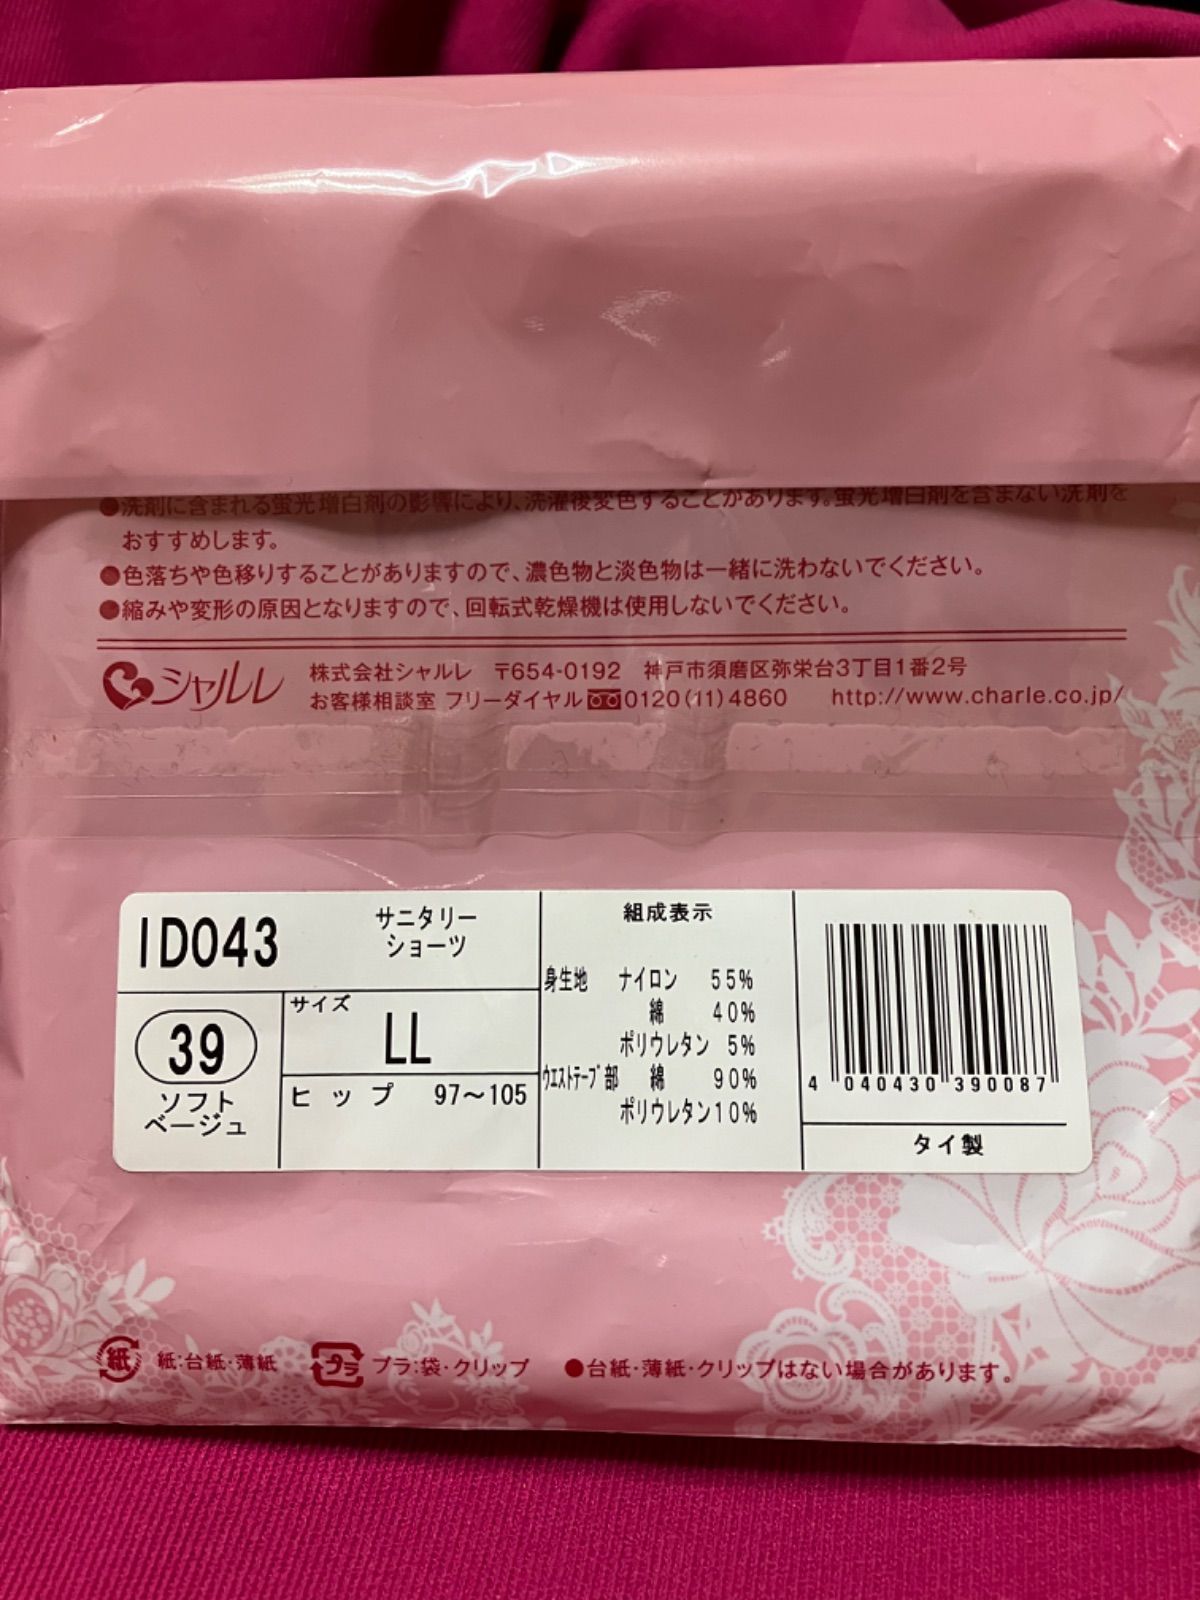 ●洗剤に含まれる蛍光増白剤の影響により、洗濯後変色することがあります。蛍光増白剤を含まない洗剤を
おすすめします。
●色落ちや色移りすることがありますので、濃色物と淡色物は一緒に洗わないでください。
●縮みや変形の原因となりますので、回転式乾燥機は使用しないでください。
シャルレ 株式会社シャルレ 〒654-0192 神戸市須磨区弥栄台3丁目1番2号
お客様相談室 フリーダイヤル 0120(11)4860 http://www.charle.co.jp/
ID043
サニタリー
ショーツ
39
ソフト
ベージュ
サイズ
LL
ヒップ 97〜105
組成表示
身生地 ナイロン 55%
綿 40%
ポリウレタン 5%
ウエストテープ部 綿 90%
ポリウレタン10%
4 040430 390087
タイ製
紙 紙:台紙・薄紙 プラ プラ:袋・クリップ ●台紙・薄紙・クリップはない場合があります。